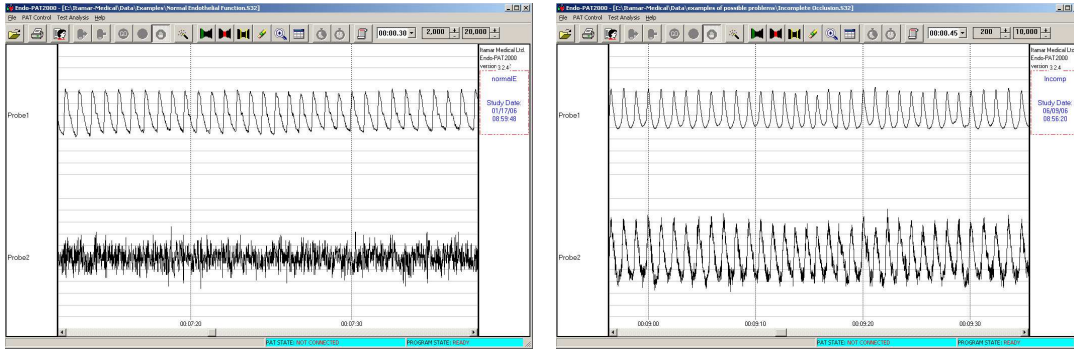 Endo-PAT2000 - [C:\Itamar-Medical\Data\Examples\Normal Endothelial Function.S32]
File PAT Control Test Analysis Help
00:00.30 2,000 20,000
Itamar Medical Ltd.
Endo-PAT2000
version 3.2.4
normalE
Study Date:
01/17/06
08:59:48
Probe1
Probe2
00:07:20 00:07:30
PAT STATE: NOT CONNECTED PROGRAM STATE: READY
Endo-PAT2000 - [C:\Itamar-Medical\Data\examples of possible problems\Incomplete Occlusion.S32]
File PAT Control Test Analysis Help
00:00.45 200 10,000
Itamar Medical Ltd.
Endo-PAT2000
version 3.2.4
Incomp
Study Date:
06/09/06
08:56:20
Probe1
Probe2
00:09:00 00:09:10 00:09:20 00:09:30
PAT STATE: NOT CONNECTED PROGRAM STATE: READY